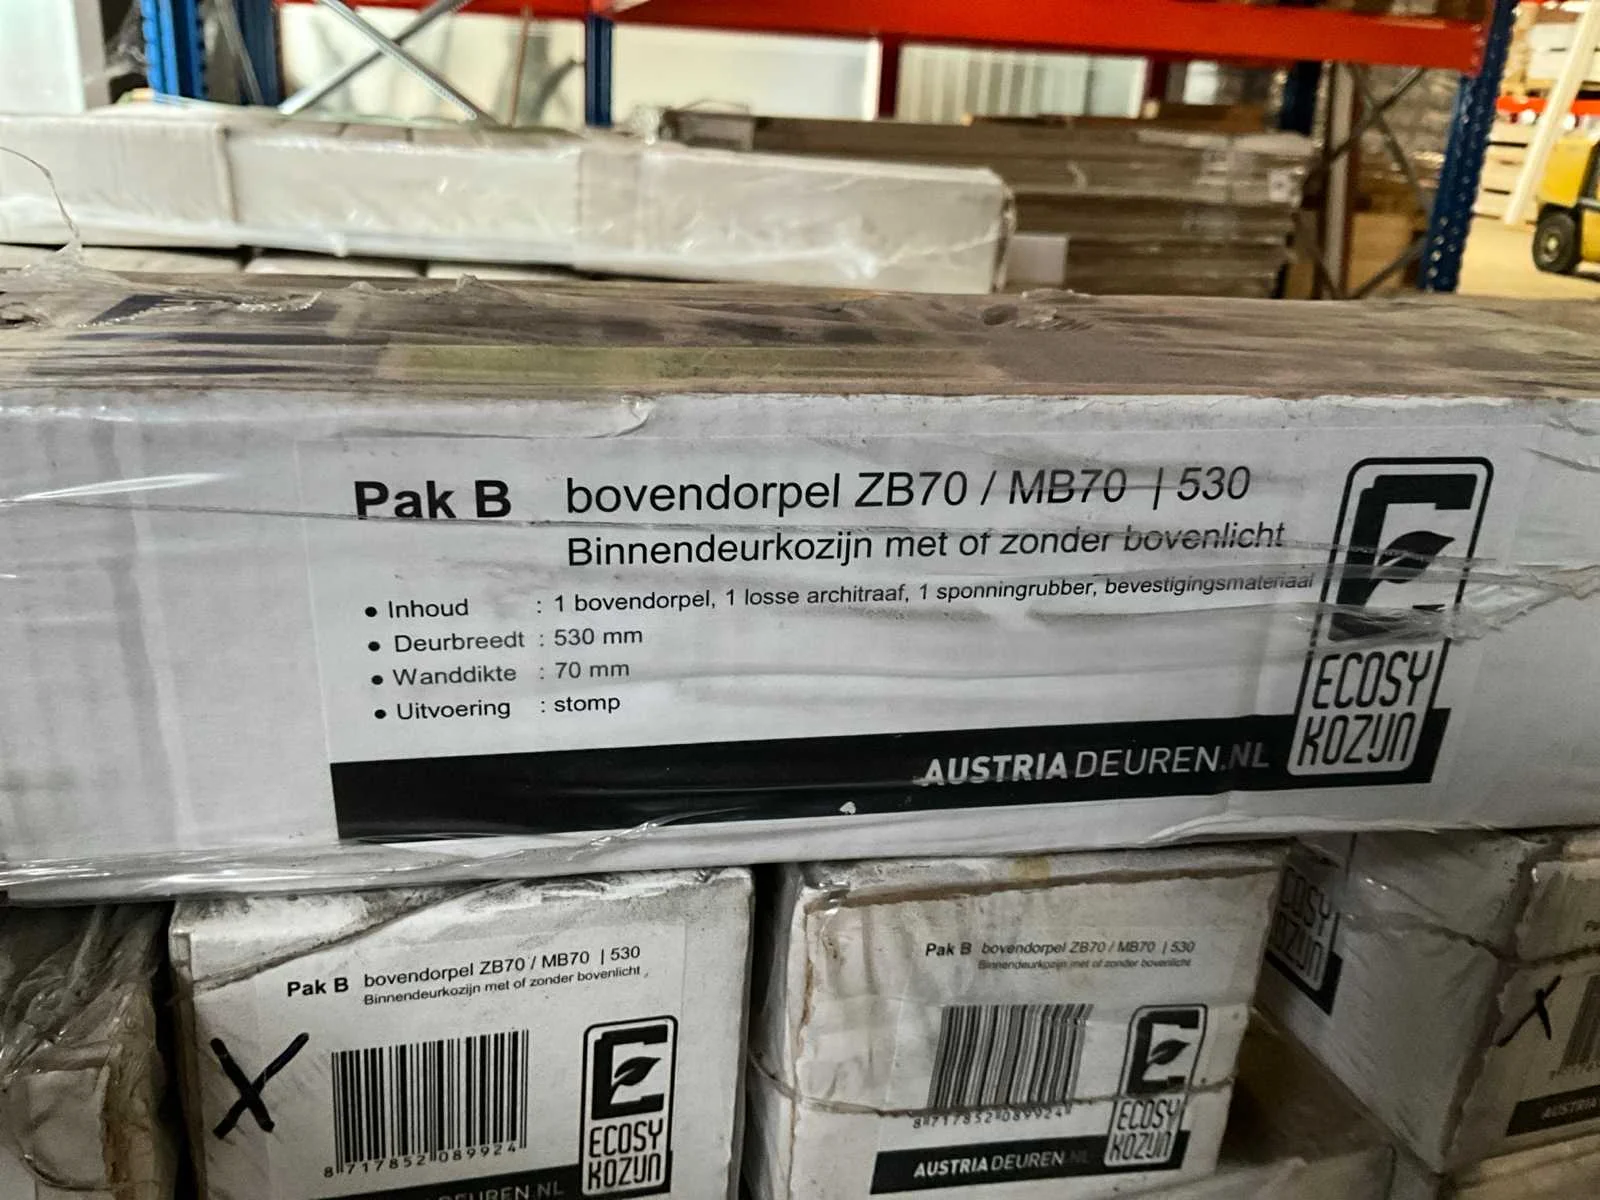 Pak B bovendorpel ZB70 / MB70 | 530
Binnendeurkozijn met of zonder bovenlicht
• Inhoud : 1 bovendorpel, 1 losse architraaf, 1 sponningrubber, bevestigingsmateriaal
• Deurbreedt : 530 mm
• Wanddikte : 70 mm
• Uitvoering : stomp
ECOSY
KOZIJN
AUSTRIADEUREN.NL
Pak B bovendorpel ZB70 / MB70 | 530
Binnendeurkozijn met of zonder bovenlicht
X
8 717852 089924
ECOSY
KOZIJN
DEUREN.NL
Pak B bovendorpel ZB70 / MB70 | 530
Binnendeurkozijn met of zonder bovenlicht
8 717852 089924
ECOSY
KOZIJN
AUSTRIADEUREN.NL
X
AUSTRIA